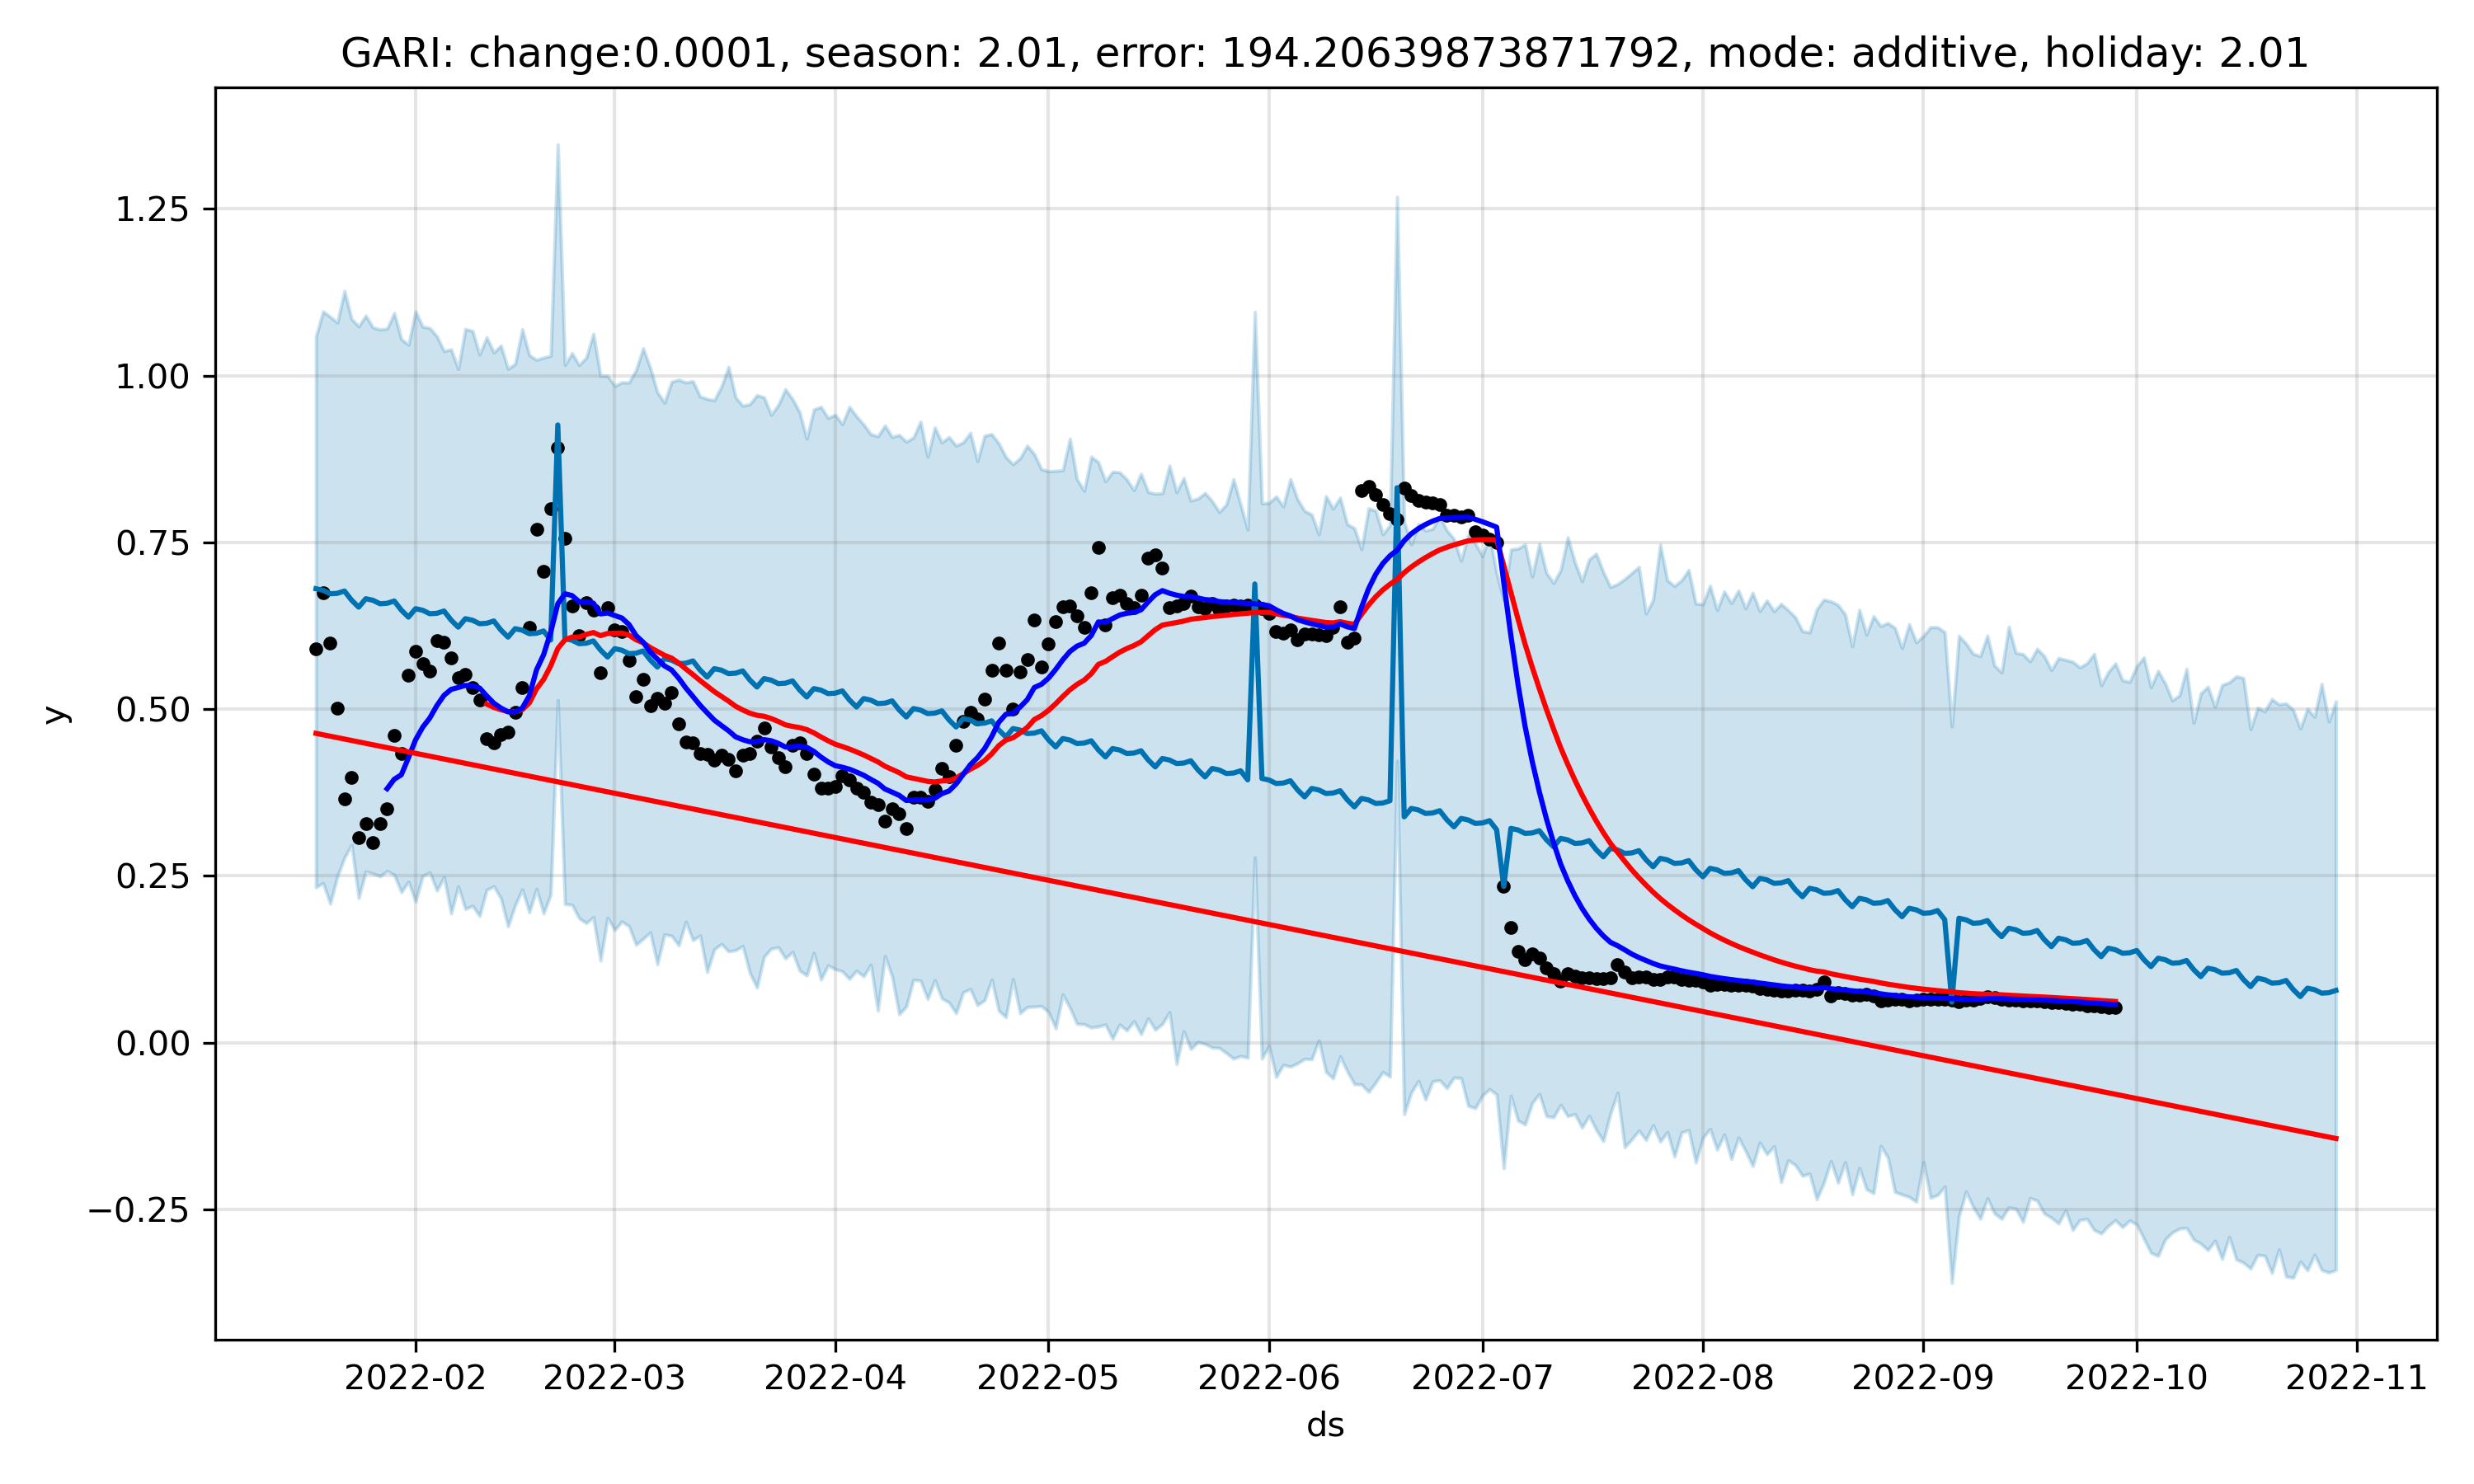 GARI: change:0.0001, season: 2.01, error: 194.20639873871792, mode: additive, holiday: 2.01
1.25
1.00
0.75
0.50
0.25
0.00
−0.25
y
2022-02 2022-03 2022-04 2022-05 2022-06 2022-07 2022-08 2022-09 2022-10 2022-11
ds